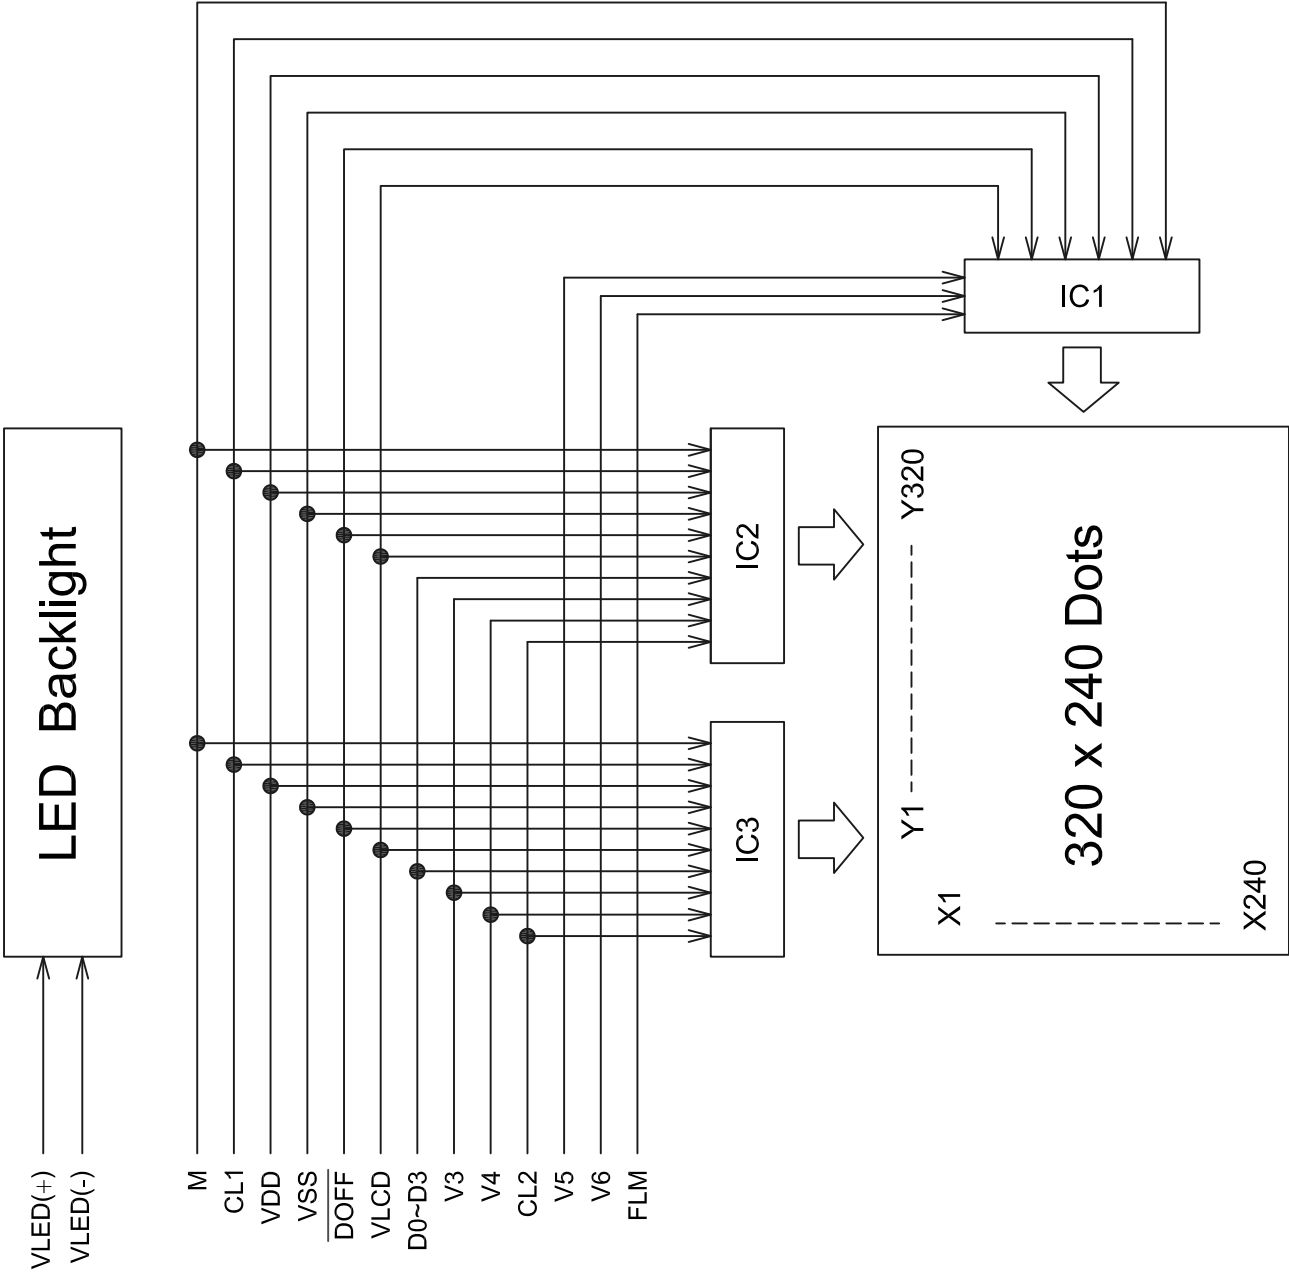 IC1
LED Backlight
IC2
IC3
Y320
Y1
320 x 240 Dots
X1
X240
VLED(+)
VLED(-)
M
CL1
VDD
VSS
D̅O̅F̅F̅
VLCD
D0~D3
V3
V4
CL2
V5
V6
FLM